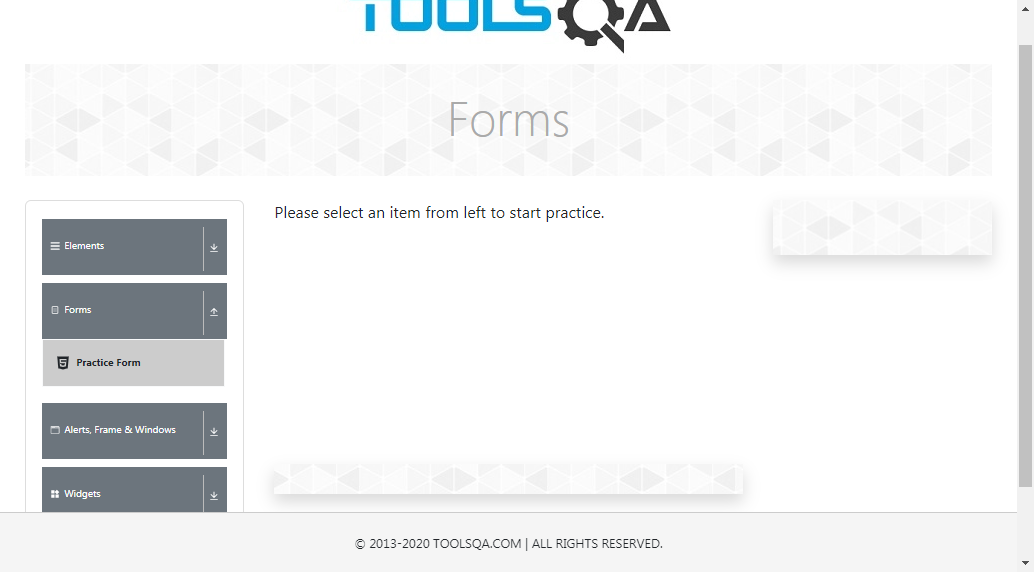 TOOLSQA
Forms
Please select an item from left to start practice.
Elements
Forms
Practice Form
Alerts, Frame & Windows
Widgets
© 2013-2020 TOOLSQA.COM | ALL RIGHTS RESERVED.